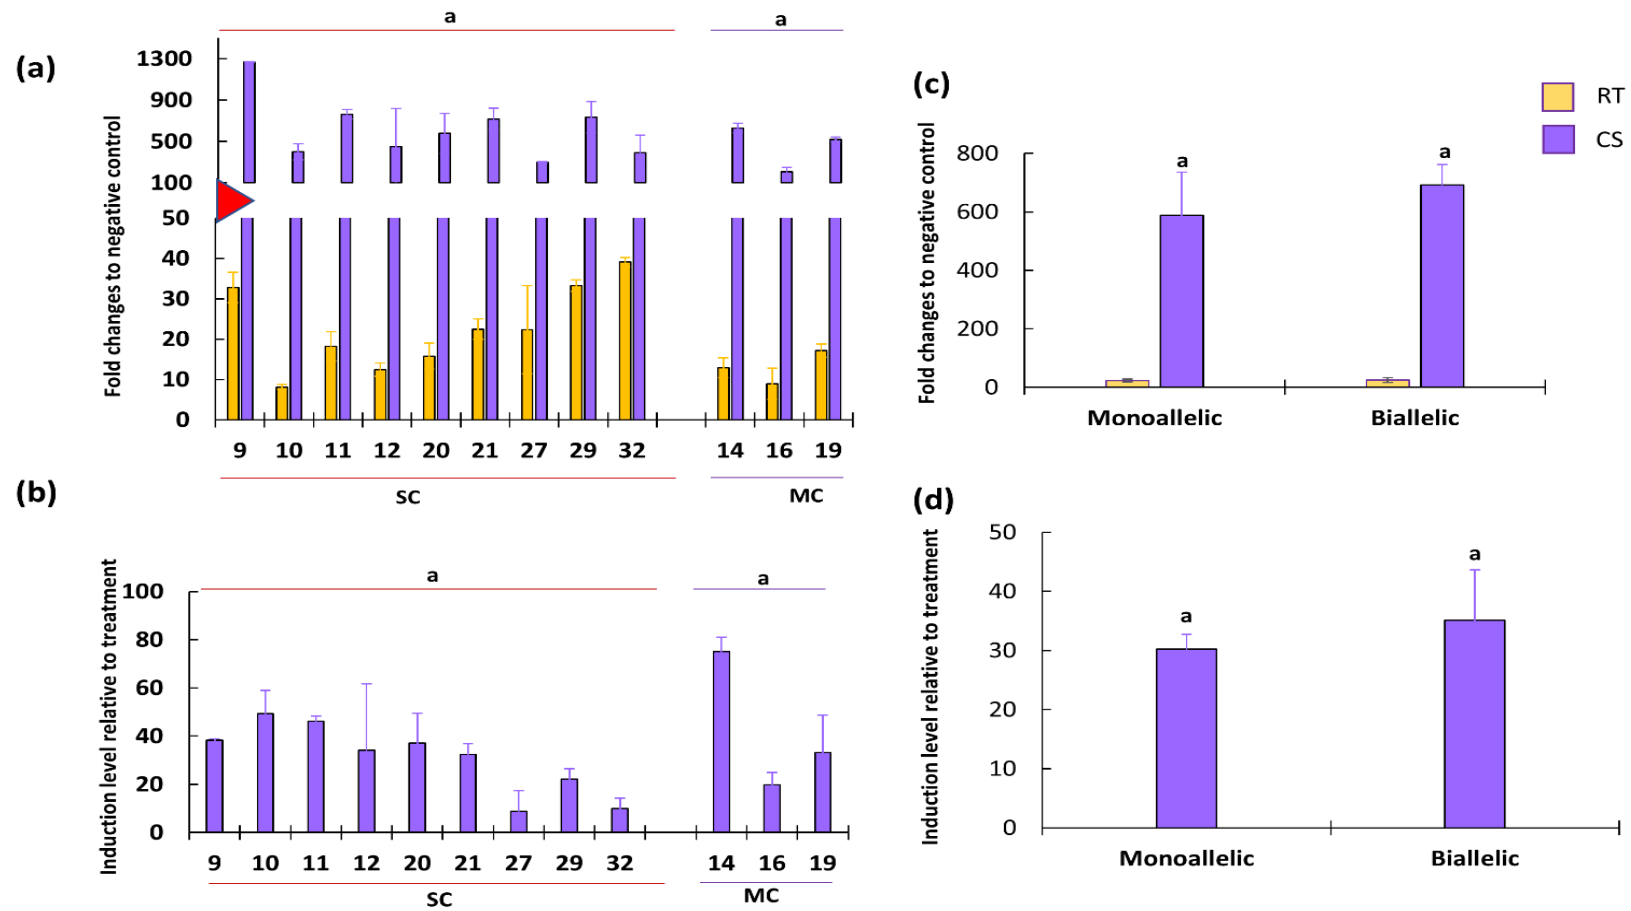 (a)
Fold changes to negative control
a
a
1300
900
500
100
50
40
30
20
10
0
9 10 11 12 20 21 27 29 32 14 16 19
SC MC
(b)
Induction level relative to treatment
a
a
100
80
60
40
20
0
9 10 11 12 20 21 27 29 32 14 16 19
SC MC
(c)
RT
CS
Fold changes to negative control
800
600
400
200
0
a
a
Monoallelic Biallelic
(d)
Induction level relative to treatment
50
40
30
20
10
0
a
a
Monoallelic Biallelic